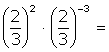 (2/3)² · (2/3)⁻³ =